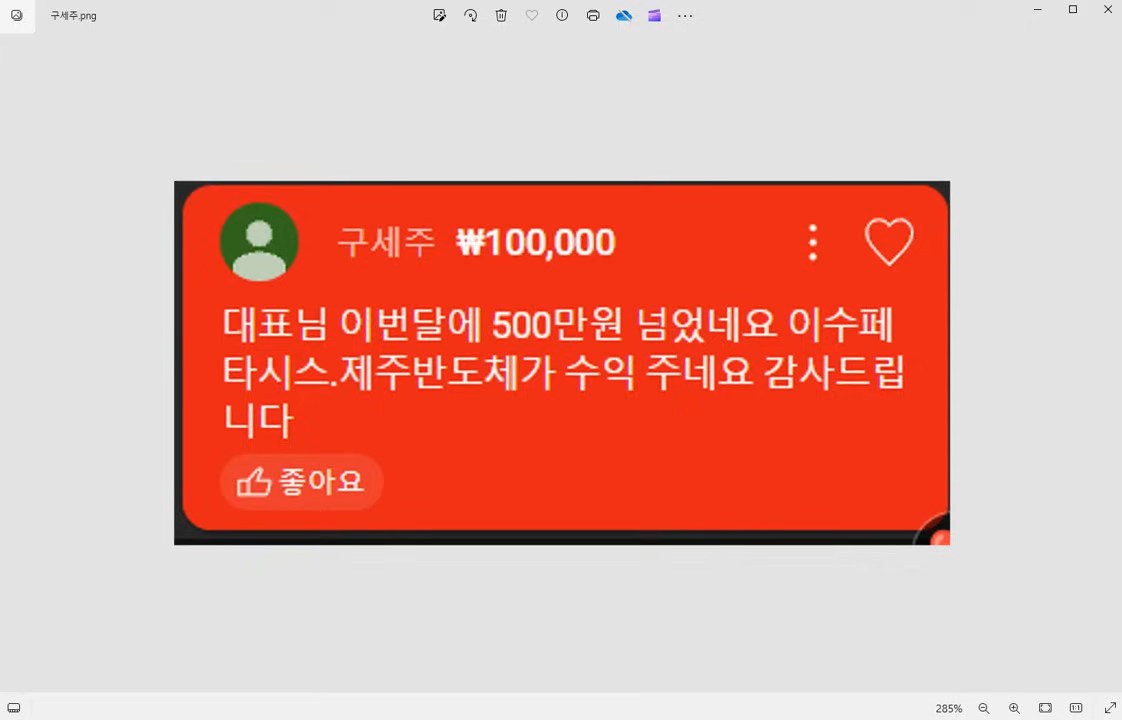 구세주.png
구세주 ₩100,000
대표님 이번달에 500만원 넘었네요 이수페
타시스.제주반도체가 수익 주네요 감사드립
니다
좋아요
285%